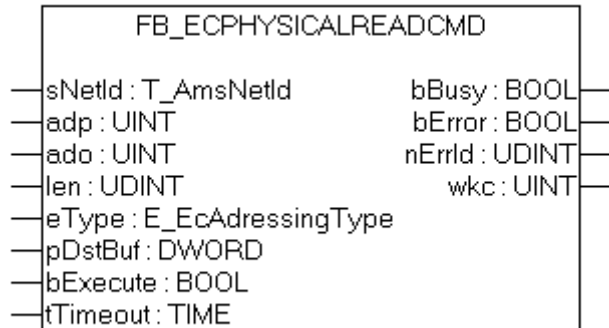 FB_ECPHYSICALREADCMD
sNetId : T_AmsNetId bBusy : BOOL
adp : UINT bError : BOOL
ado : UINT nErrId : UDINT
len : UDINT wkc : UINT
eType : E_EcAdressingType
pDstBuf : DWORD
bExecute : BOOL
tTimeout : TIME